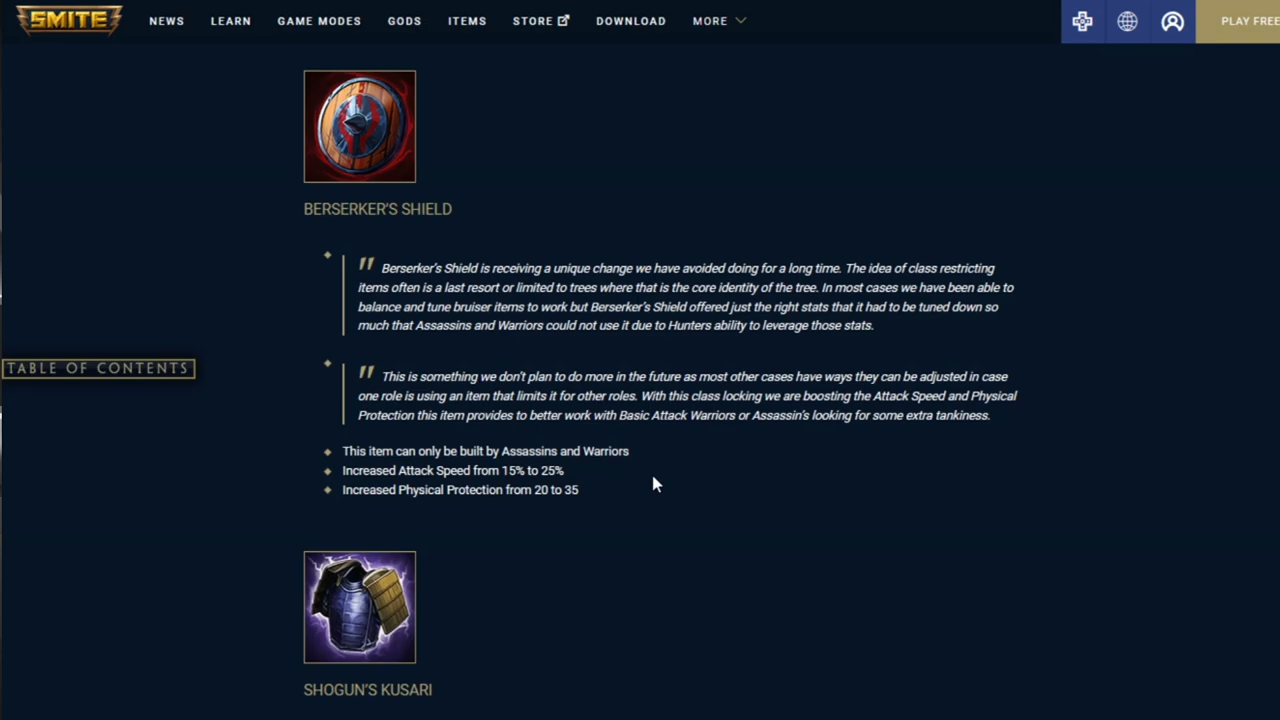 SMITE NEWS LEARN GAME MODES GODS ITEMS STORE DOWNLOAD MORE PLAY FREE
BERSERKER'S SHIELD
" Berserker's Shield is receiving a unique change we have avoided doing for a long time. The idea of class restricting
items often is a last resort or limited to trees where that is the core identity of the tree. In most cases we have been able to
balance and tune bruiser items to work but Berserker's Shield offered just the right stats that it had to be tuned down so
much that Assassins and Warriors could not use it due to Hunters ability to leverage those stats.
TABLE OF CONTENTS
" This is something we don't plan to do more in the future as most other cases have ways they can be adjusted in case
one role is using an item that limits it for other roles. With this class locking we are boosting the Attack Speed and Physical
Protection this item provides to better work with Basic Attack Warriors or Assassin's looking for some extra tankiness.
This item can only be built by Assassins and Warriors
Increased Attack Speed from 15% to 25%
Increased Physical Protection from 20 to 35
SHOGUN'S KUSARI